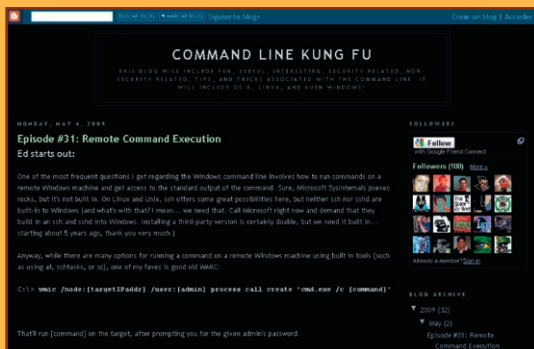 BUSCAR BLOG
MARCAR BLOG
Siguiente blog»
Crear un blog | Acceder
COMMAND LINE KUNG FU
THIS BLOG WILL INCLUDE FUN, USEFUL, INTERESTING, SECURITY RELATED, NON-
SECURITY RELATED, TIPS, AND TRICKS ASSOCIATED WITH THE COMMAND LINE. IT
WILL INCLUDE OS X, LINUX, AND EVEN WINDOWS!
MONDAY, MAY 4, 2009
Episode #31: Remote Command Execution
Ed starts out:
One of the most frequent questions I get regarding the Windows command line involves how to run commands on a
remote Windows machine and get access to the standard output of the command. Sure, Microsoft Sysinternals psexec
rocks, but it's not built in. On Linux and Unix, ssh offers some great possibilities here, but neither ssh nor sshd are
built-in to Windows (and what's with that? I mean... we need that. Call Microsoft right now and demand that they
build in an ssh and sshd into Windows. Installing a third-party version is certainly doable, but we need it built in...
starting about 5 years ago, thank you very much.)
Anyway, while there are many options for running a command on a remote Windows machine using built in tools (such
as using at, schtasks, or sc), one of my faves is good old WMIC:
C:\> wmic /node:[targetIPaddr] /user:[admin] process call create "cmd.exe /c [command]"
That'll run [command] on the target, after prompting you for the given admin's password.
FOLLOWERS
Follow
with Google Friend Connect
Followers (100) More »
Already a member? Sign in
BLOG ARCHIVE
▼ 2009 (32)
▼ May (2)
Episode #31: Remote
Command Execution